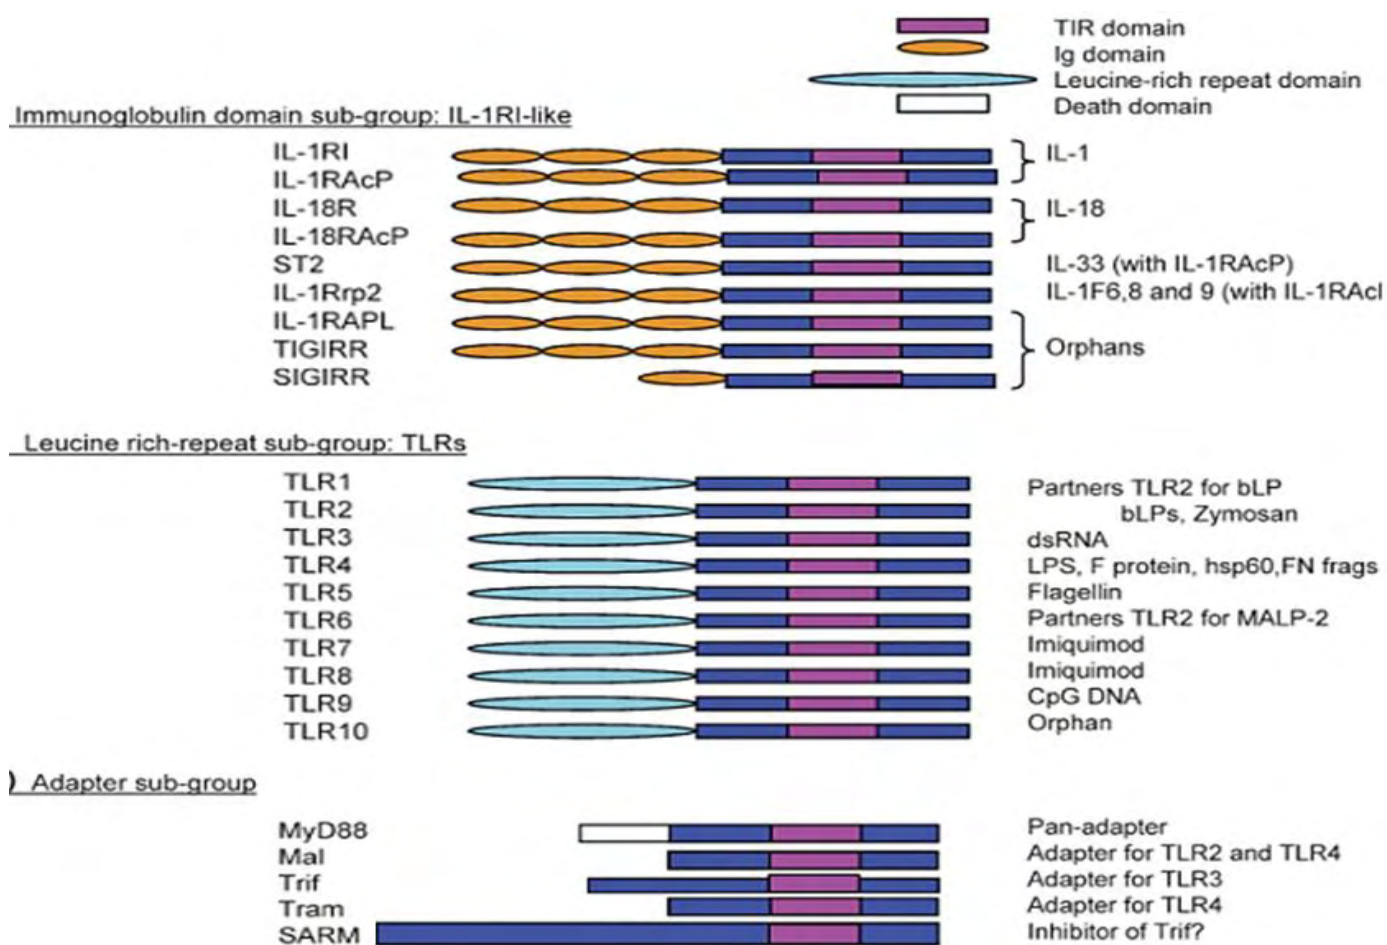 TIR domain
Ig domain
Leucine-rich repeat domain
Death domain
Immunoglobulin domain sub-group: IL-1RI-like
IL-1RI
IL-1RAcP
IL-1
IL-18R
IL-18RAcP
IL-18
ST2 IL-33 (with IL-1RAcP)
IL-1Rrp2 IL-1F6,8 and 9 (with IL-1RAcl
IL-1RAPL
TIGIRR
SIGIRR
Orphans
Leucine rich-repeat sub-group: TLRs
TLR1 Partners TLR2 for bLP
TLR2 bLPs, Zymosan
TLR3 dsRNA
TLR4 LPS, F protein, hsp60,FN frags
TLR5 Flagellin
TLR6 Partners TLR2 for MALP-2
TLR7 Imiquimod
TLR8 Imiquimod
TLR9 CpG DNA
TLR10 Orphan
) Adapter sub-group
MyD88 Pan-adapter
Mal Adapter for TLR2 and TLR4
Trif Adapter for TLR3
Tram Adapter for TLR4
SARM Inhibitor of Trif?